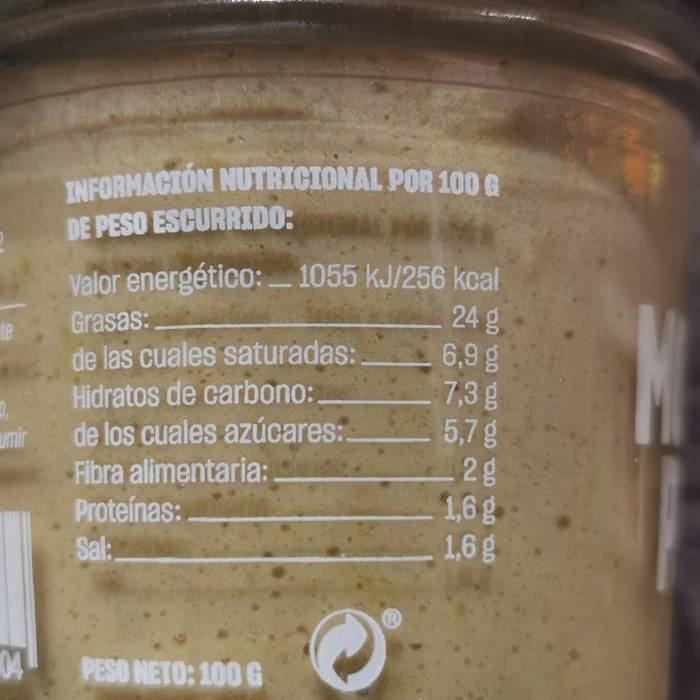 INFORMACIÓN NUTRICIONAL POR 100 G
DE PESO ESCURRIDO:
Valor energético: 1055 kJ/256 kcal
Grasas: 24 g
de las cuales saturadas: 6,9 g
Hidratos de carbono: 7,3 g
de los cuales azúcares: 5,7 g
Fibra alimentaria: 2 g
Proteínas: 1,6 g
Sal: 1,6 g
PESO NETO: 100 G
®
04